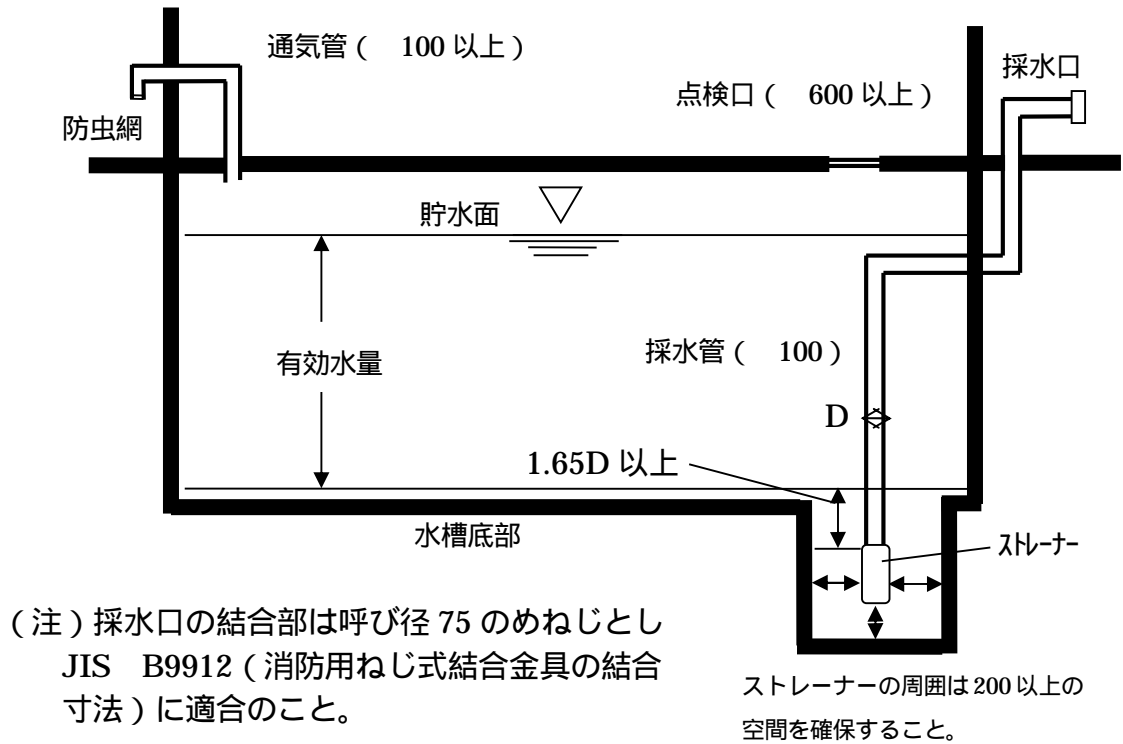 通気管(　100 以上)
採水口
点検口(　600 以上)
防虫網
貯水面
採水管(　100)
有効水量
D
1.65D 以上
水槽底部
ｽﾄﾚｰﾅｰ
(注)採水口の結合部は呼び径 75 のめねじとし
JIS　B9912(消防用ねじ式結合金具の結合
寸法)に適合のこと。
ストレーナーの周囲は 200 以上の
空間を確保すること。